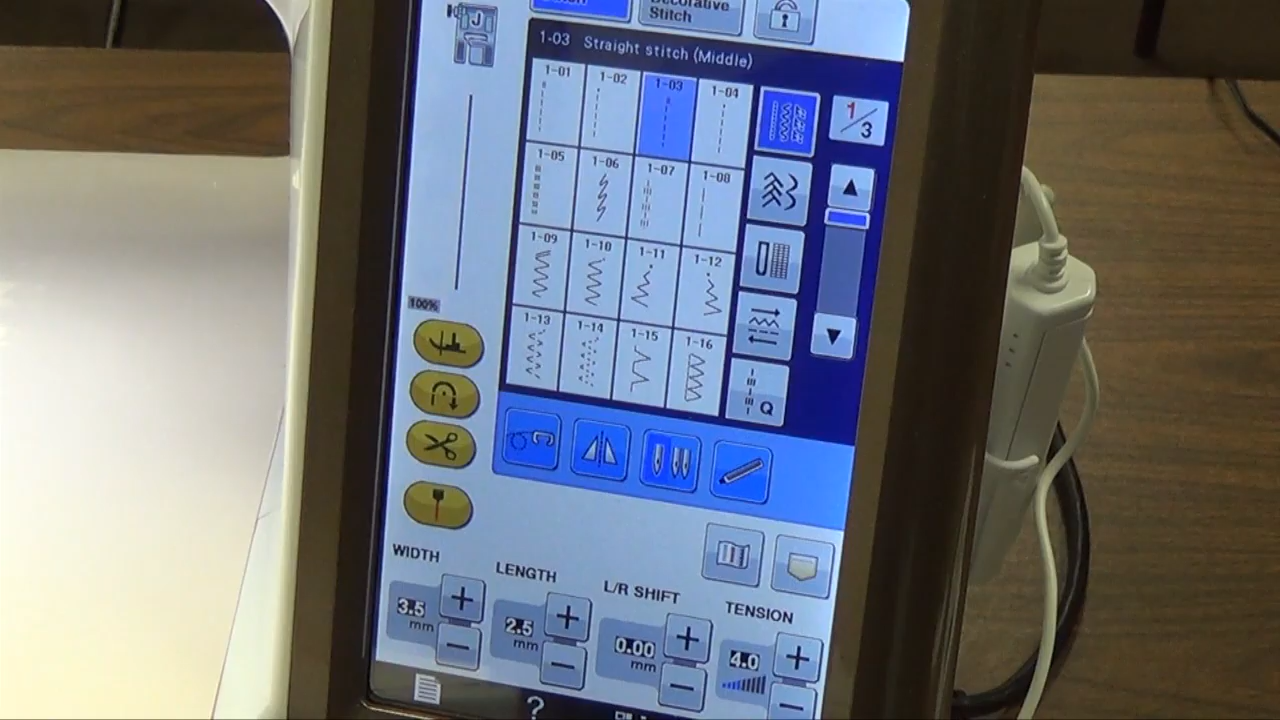 Decorative
Stitch
J
1-03 Straight stitch (Middle)
1-01 1-02 1-03 1-04
1/3
1-05 1-06 1-07 1-08
1-09 1-10 1-11 1-12
1-13 1-14 1-15 1-16
Q
100%
WIDTH LENGTH L/R SHIFT TENSION
3.5 + 2.5 + 0.00 + 4.0 +
mm − mm − mm − −
?